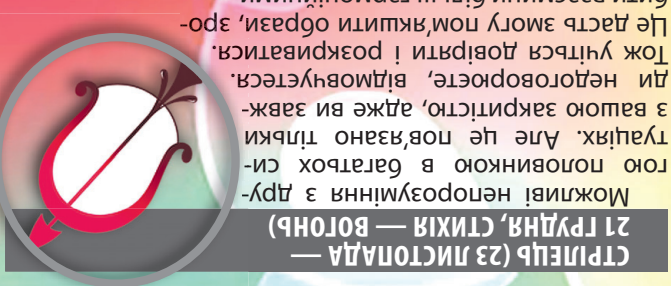 СТРІЛЕЦЬ (23 ЛИСТОПАДА —
21 ГРУДНЯ, СТИХІЯ — ВОГОНЬ)
Можливі непорозуміння з дру-
гою половинкою в багатьох си-
туаціях. Але це пов’язано тільки
з вашою закритістю, адже ви завж-
ди недоговорюєте, відмовчуєтеся.
Тож учіться довіряти і розкриватися.
Це дасть змогу пом’якшити образи, зро-